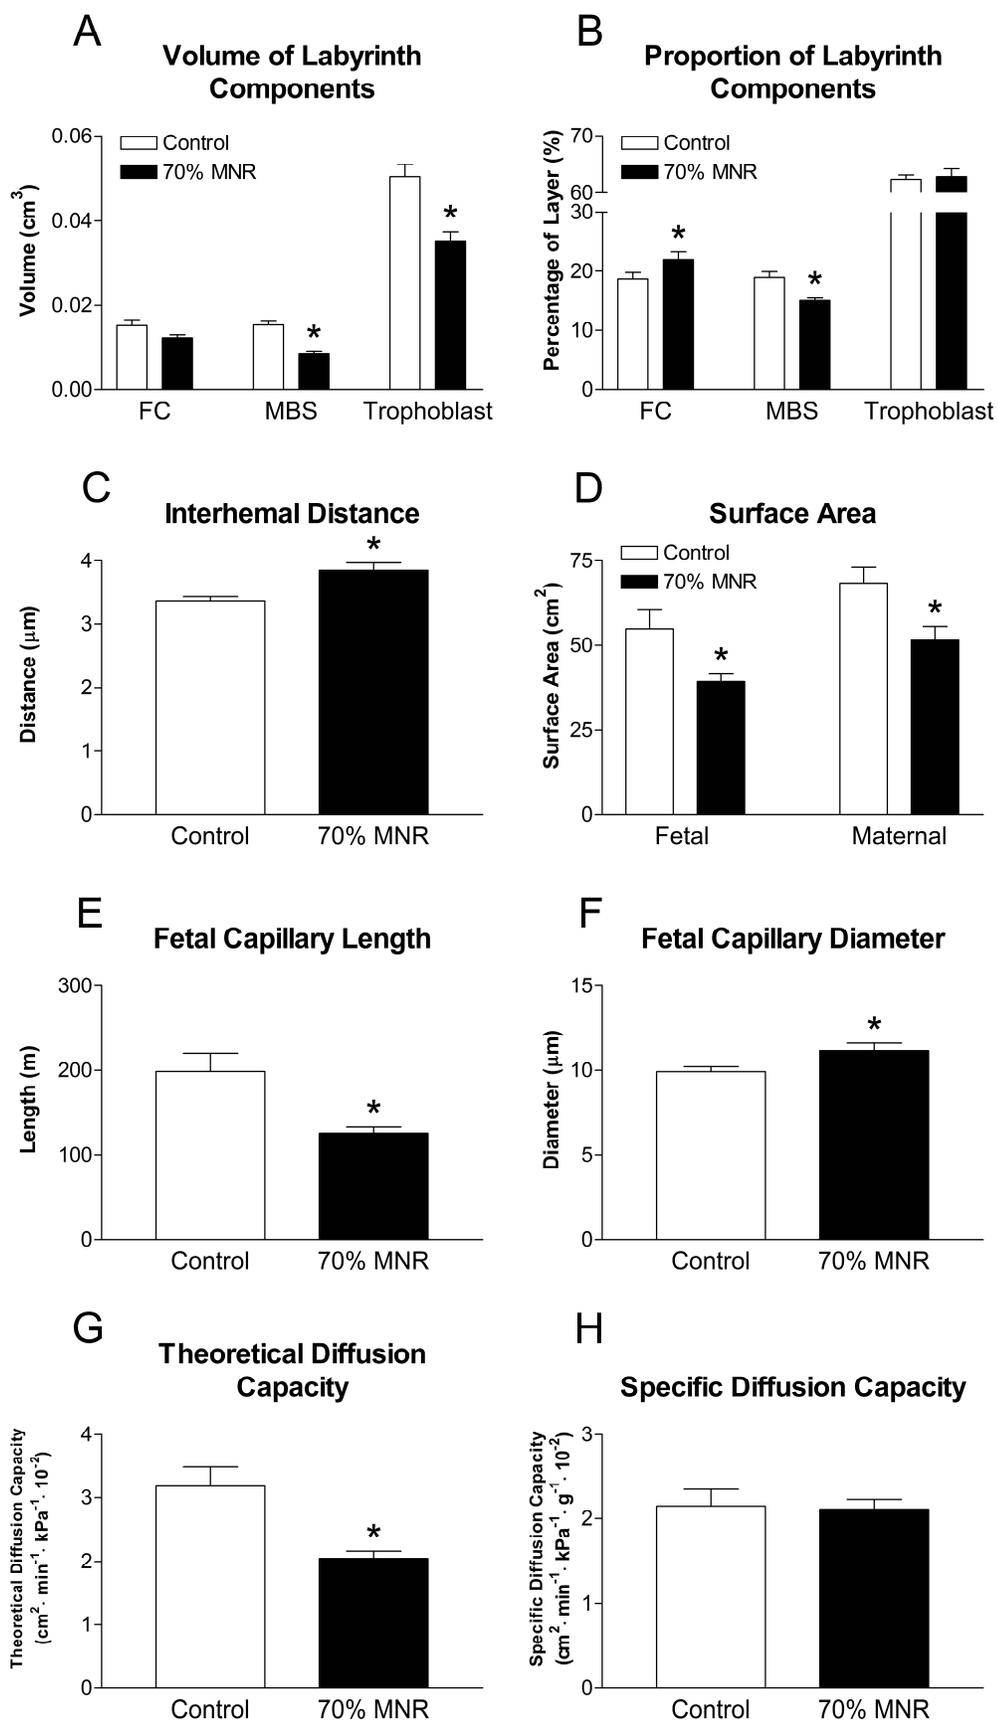 A
Volume of Labyrinth
Components
Volume (cm³)
0.06
0.04
0.02
0.00
Control
70% MNR
*
*
FC
MBS
Trophoblast
B
Proportion of Labyrinth
Components
Percentage of Layer (%)
70
60
30
20
10
0
Control
70% MNR
*
*
FC
MBS
Trophoblast
C
Interhemal Distance
Distance (μm)
4
3
2
1
0
*
Control
70% MNR
D
Surface Area
Surface Area (cm²)
75
50
25
0
Control
70% MNR
*
*
Fetal
Maternal
E
Fetal Capillary Length
Length (m)
300
200
100
0
*
Control
70% MNR
F
Fetal Capillary Diameter
Diameter (μm)
15
10
5
0
*
Control
70% MNR
G
Theoretical Diffusion
Capacity
Theoretical Diffusion Capacity
(cm²· min⁻¹· kPa⁻¹· 10⁻²)
4
3
2
1
0
*
Control
70% MNR
H
Specific Diffusion Capacity
Specific Diffusion Capacity
(cm²· min⁻¹· kPa⁻¹· g⁻¹· 10⁻²)
3
2
1
0
Control
70% MNR